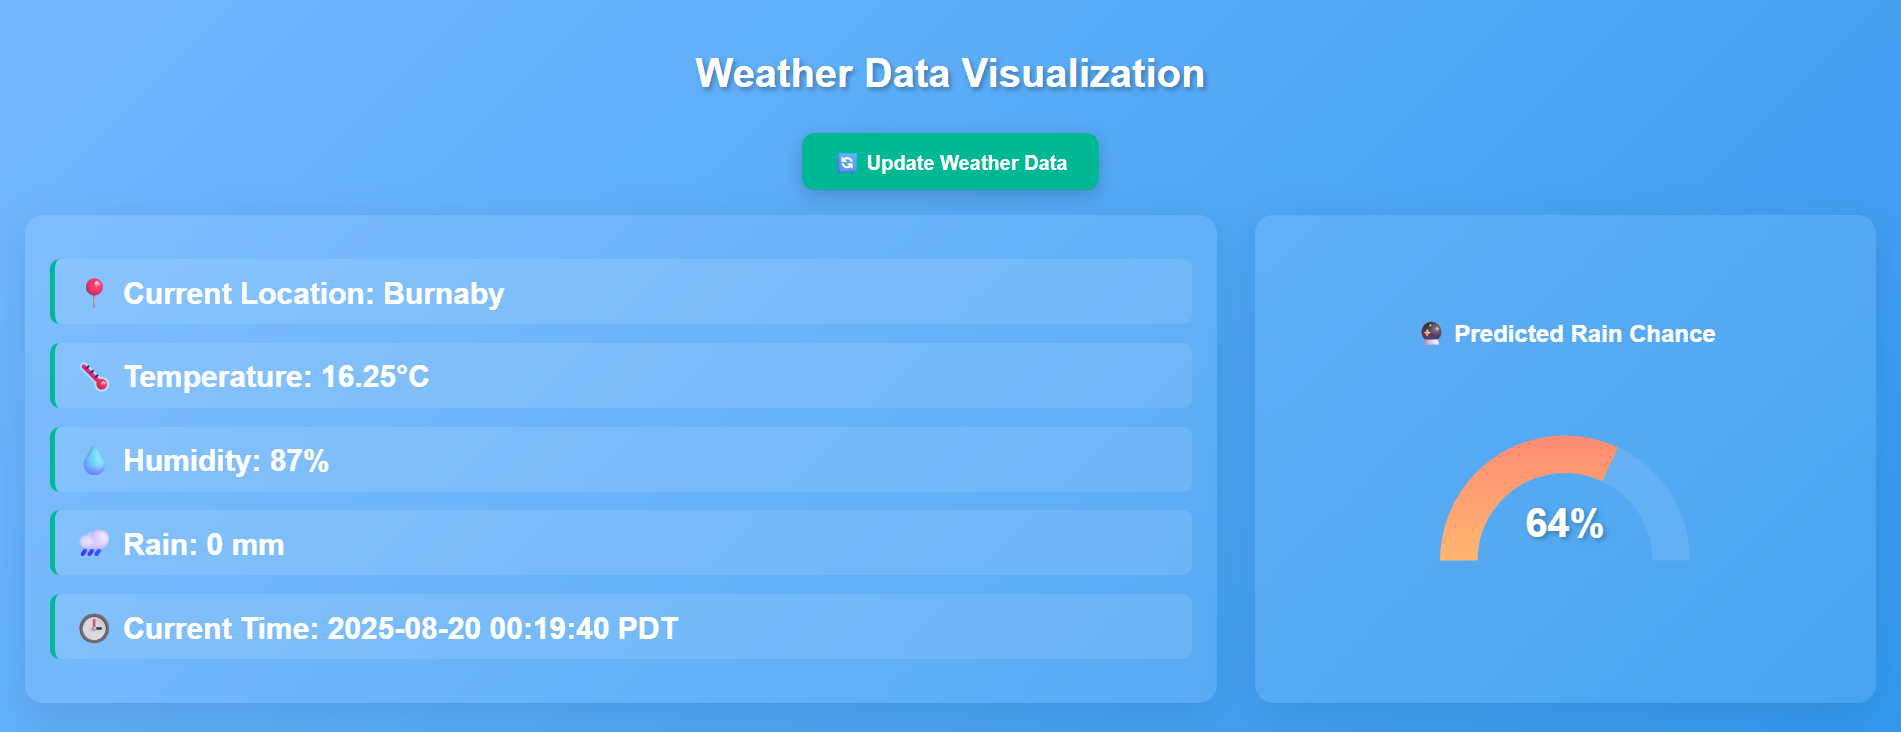 Weather Data Visualization
Update Weather Data
Current Location: Burnaby
Temperature: 16.25°C
Humidity: 87%
Rain: 0 mm
Current Time: 2025-08-20 00:19:40 PDT
Predicted Rain Chance
64%